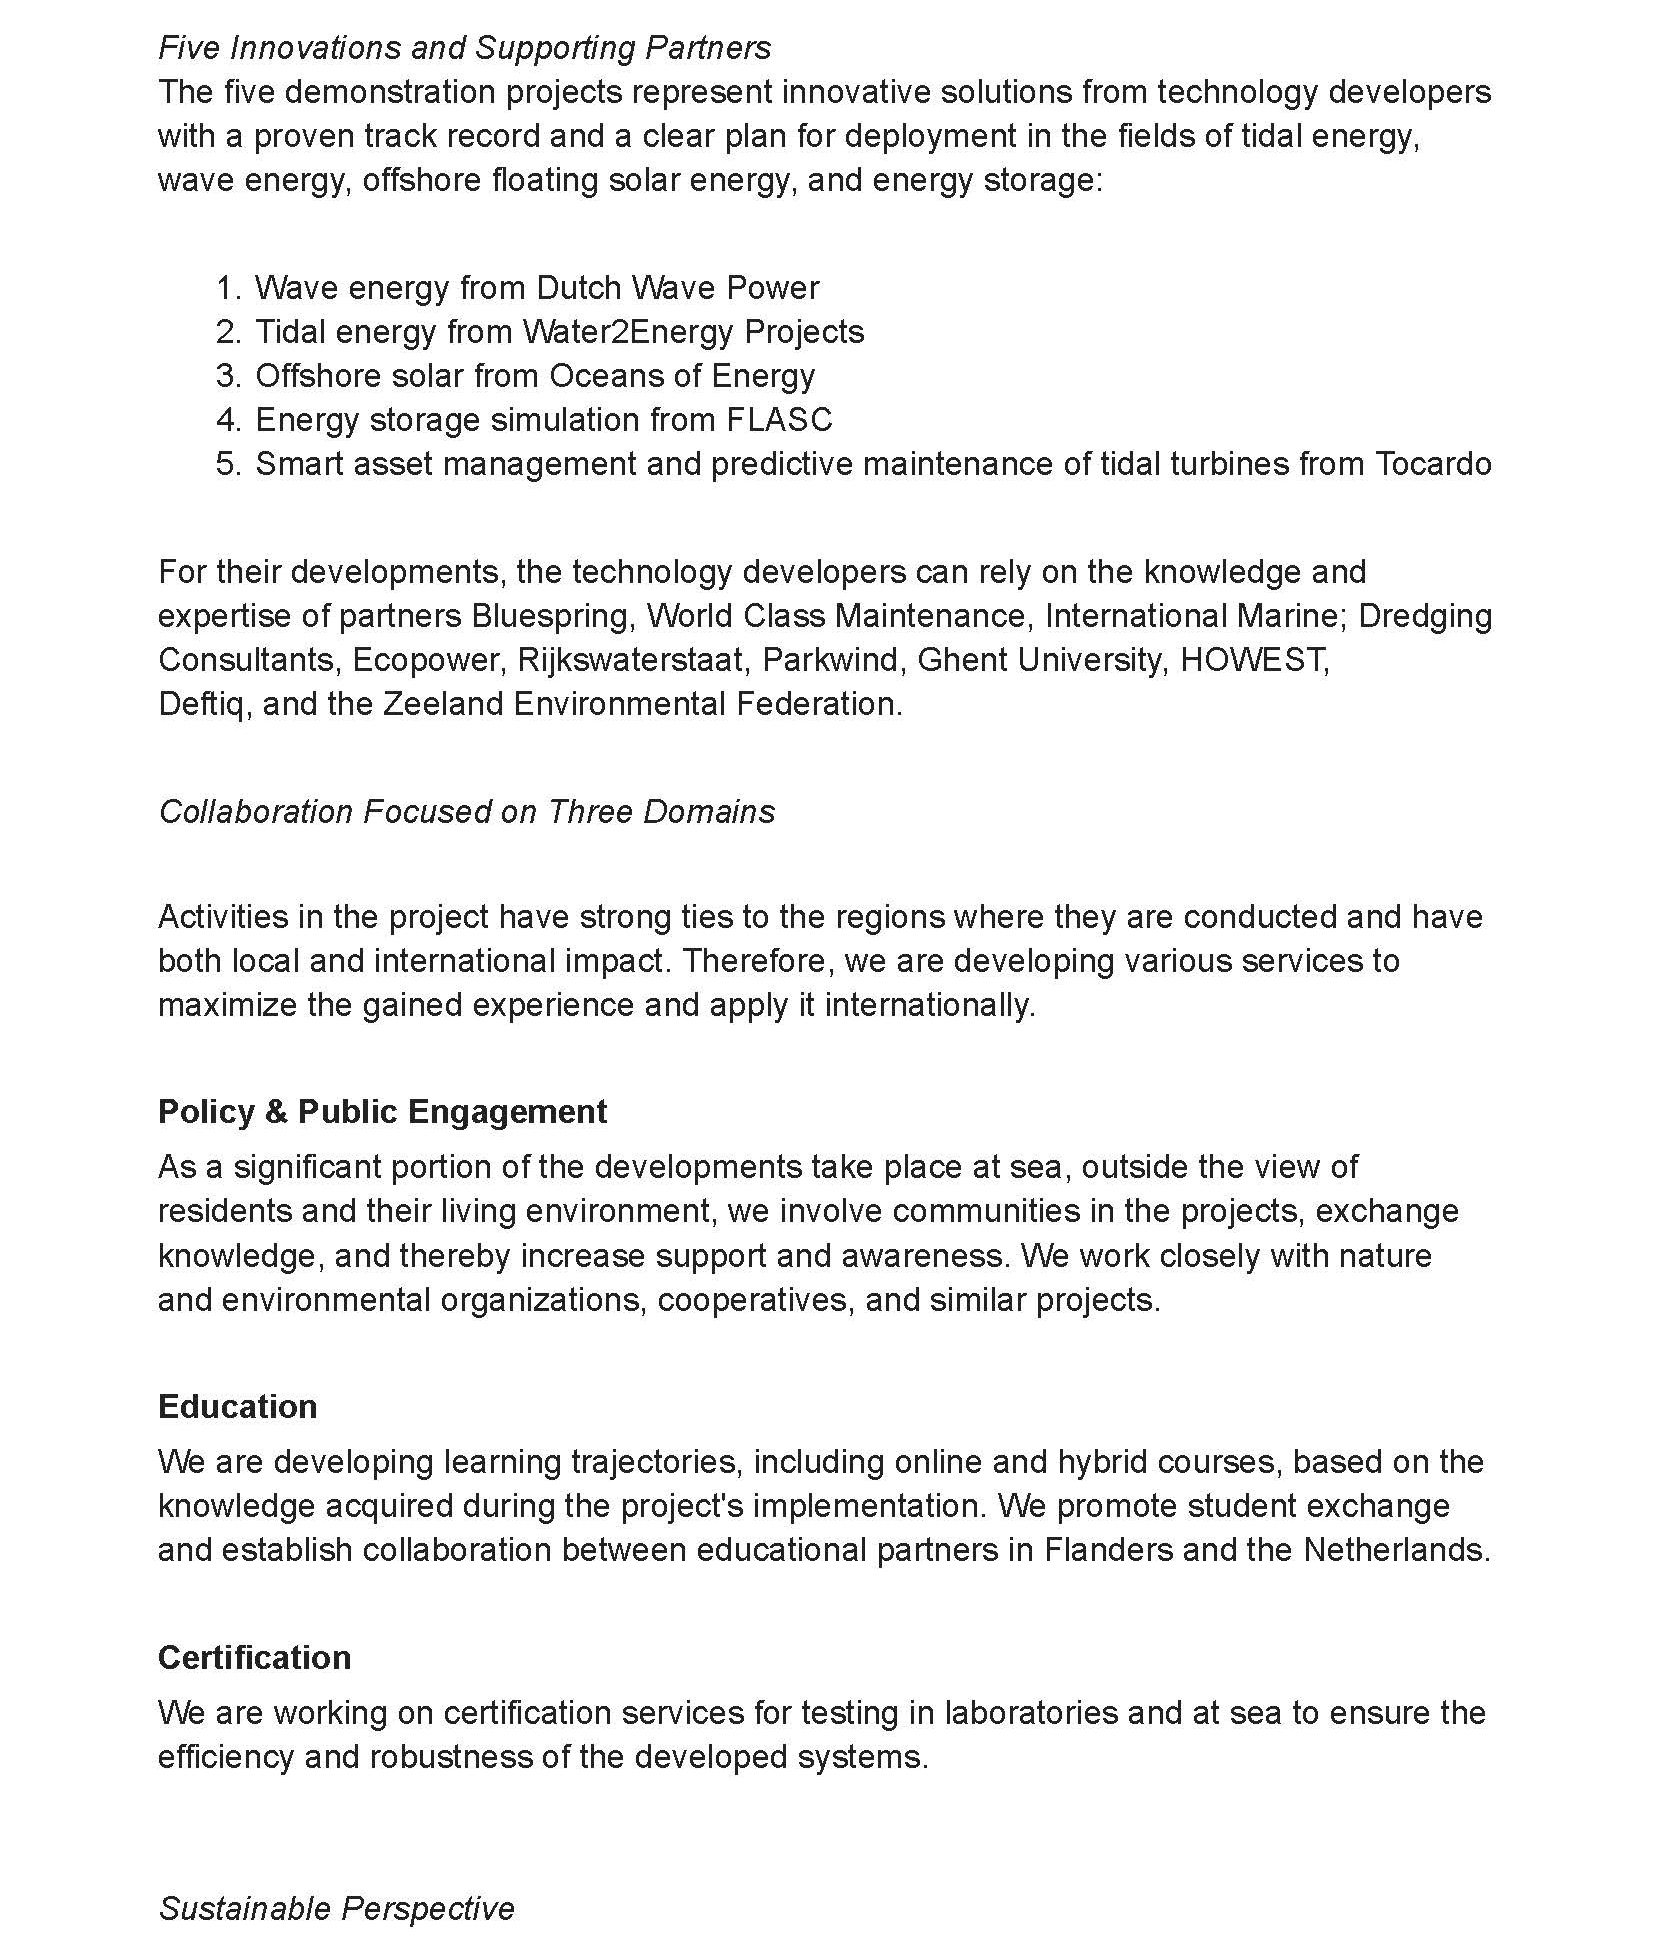 Five Innovations and Supporting Partners
The five demonstration projects represent innovative solutions from technology developers
with a proven track record and a clear plan for deployment in the fields of tidal energy,
wave energy, offshore floating solar energy, and energy storage:
1. Wave energy from Dutch Wave Power
2. Tidal energy from Water2Energy Projects
3. Offshore solar from Oceans of Energy
4. Energy storage simulation from FLASC
5. Smart asset management and predictive maintenance of tidal turbines from Tocardo
For their developments, the technology developers can rely on the knowledge and
expertise of partners Bluespring, World Class Maintenance, International Marine; Dredging
Consultants, Ecopower, Rijkswaterstaat, Parkwind, Ghent University, HOWEST,
Deftiq, and the Zeeland Environmental Federation.
Collaboration Focused on Three Domains
Activities in the project have strong ties to the regions where they are conducted and have
both local and international impact. Therefore, we are developing various services to
maximize the gained experience and apply it internationally.
Policy & Public Engagement
As a significant portion of the developments take place at sea, outside the view of
residents and their living environment, we involve communities in the projects, exchange
knowledge, and thereby increase support and awareness. We work closely with nature
and environmental organizations, cooperatives, and similar projects.
Education
We are developing learning trajectories, including online and hybrid courses, based on the
knowledge acquired during the project's implementation. We promote student exchange
and establish collaboration between educational partners in Flanders and the Netherlands.
Certification
We are working on certification services for testing in laboratories and at sea to ensure the
efficiency and robustness of the developed systems.
Sustainable Perspective